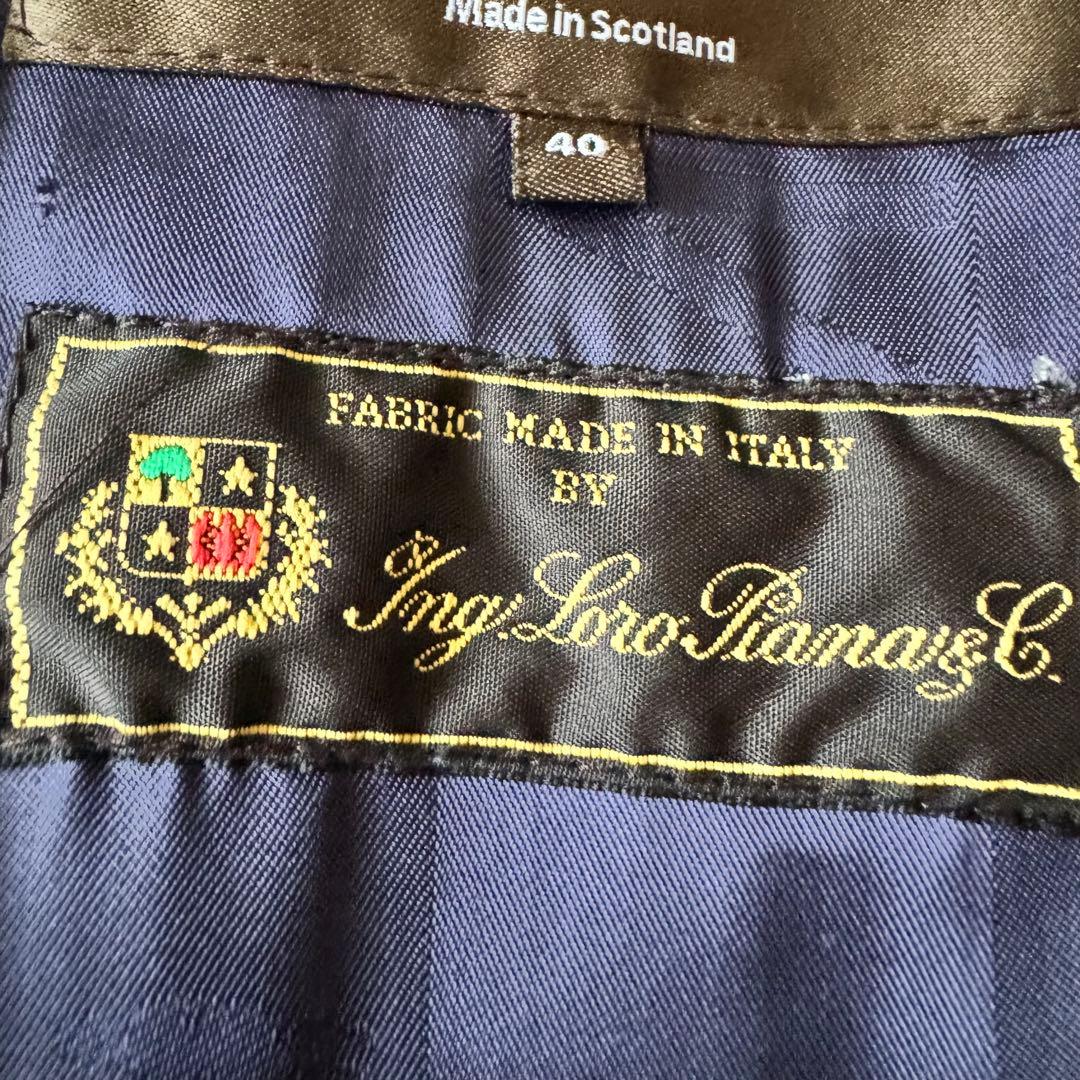 Made in Scotland
40
FABRIC MADE IN ITALY
BY
Ing. Loro Piana & C.